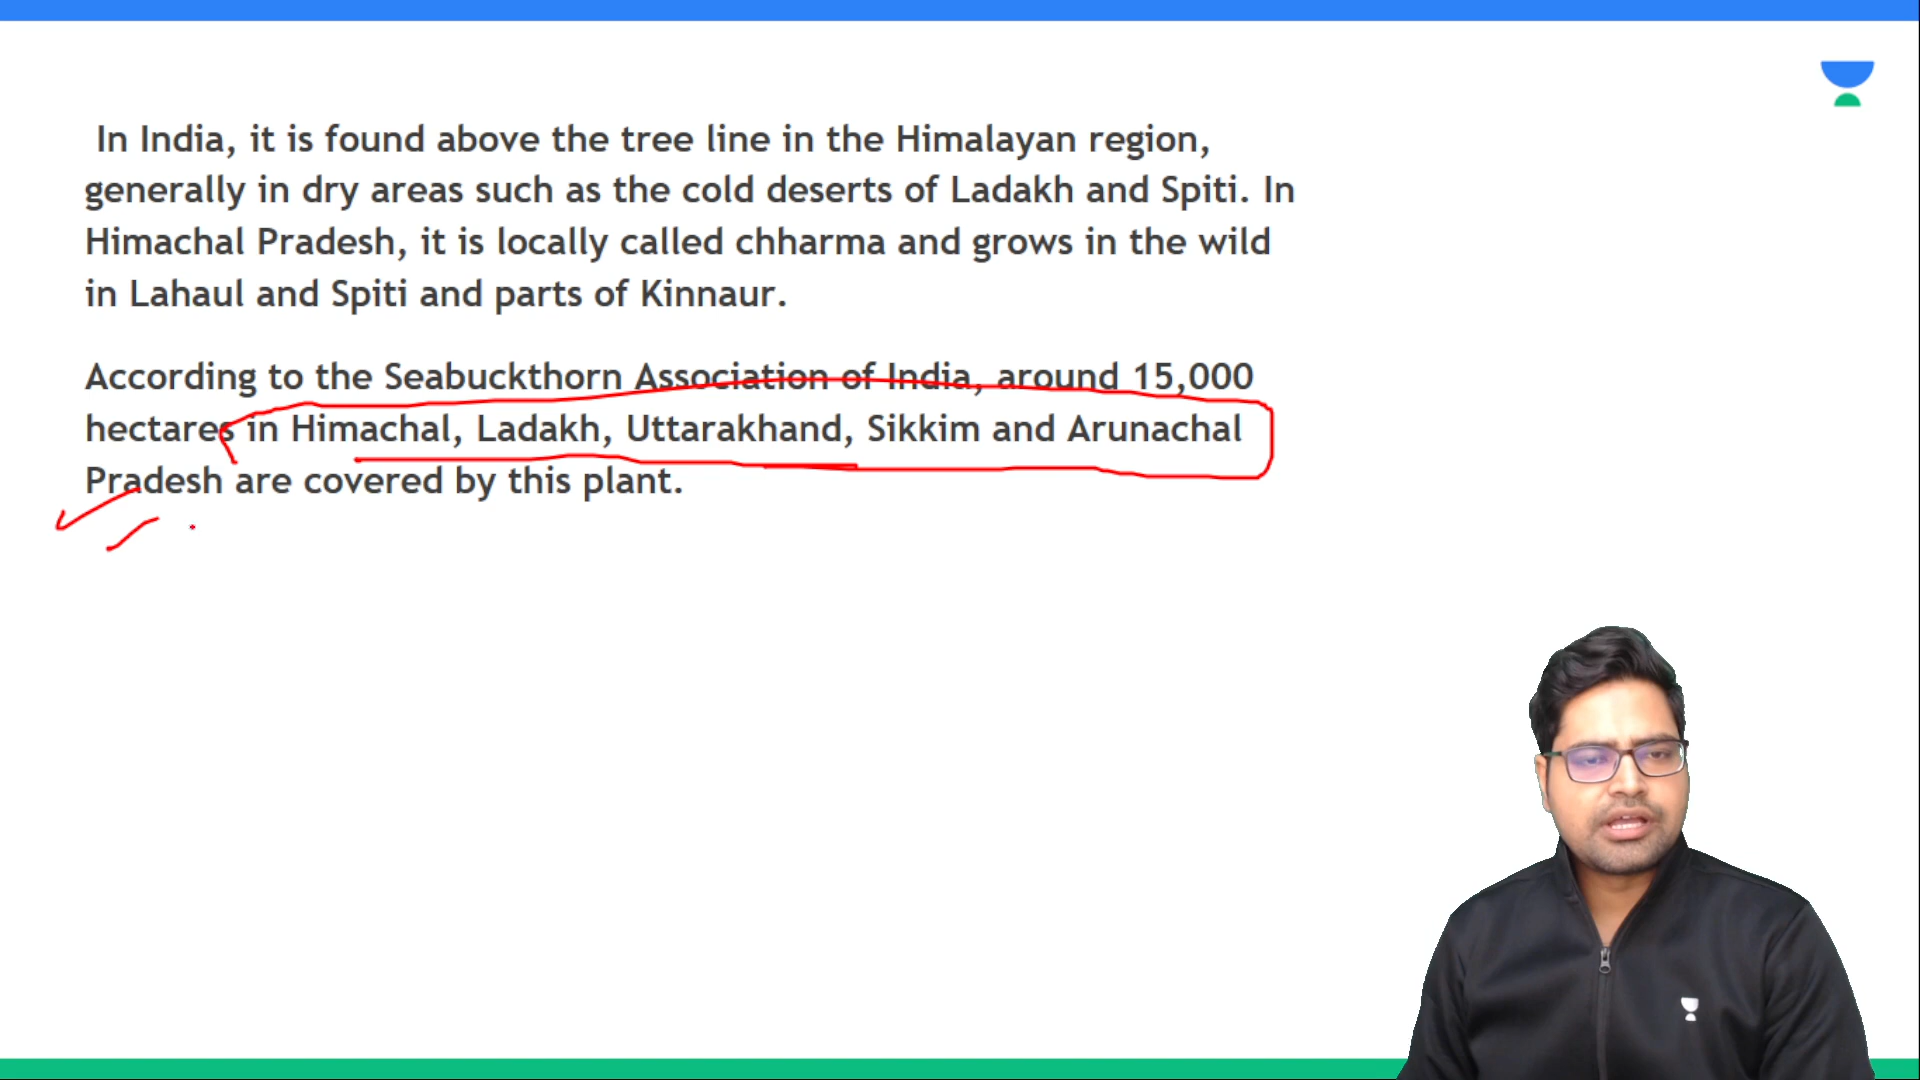 In India, it is found above the tree line in the Himalayan region,
generally in dry areas such as the cold deserts of Ladakh and Spiti. In
Himachal Pradesh, it is locally called chharma and grows in the wild
in Lahaul and Spiti and parts of Kinnaur.
According to the Seabuckthorn Association of India, around 15,000
hectares in Himachal, Ladakh, Uttarakhand, Sikkim and Arunachal
Pradesh are covered by this plant.